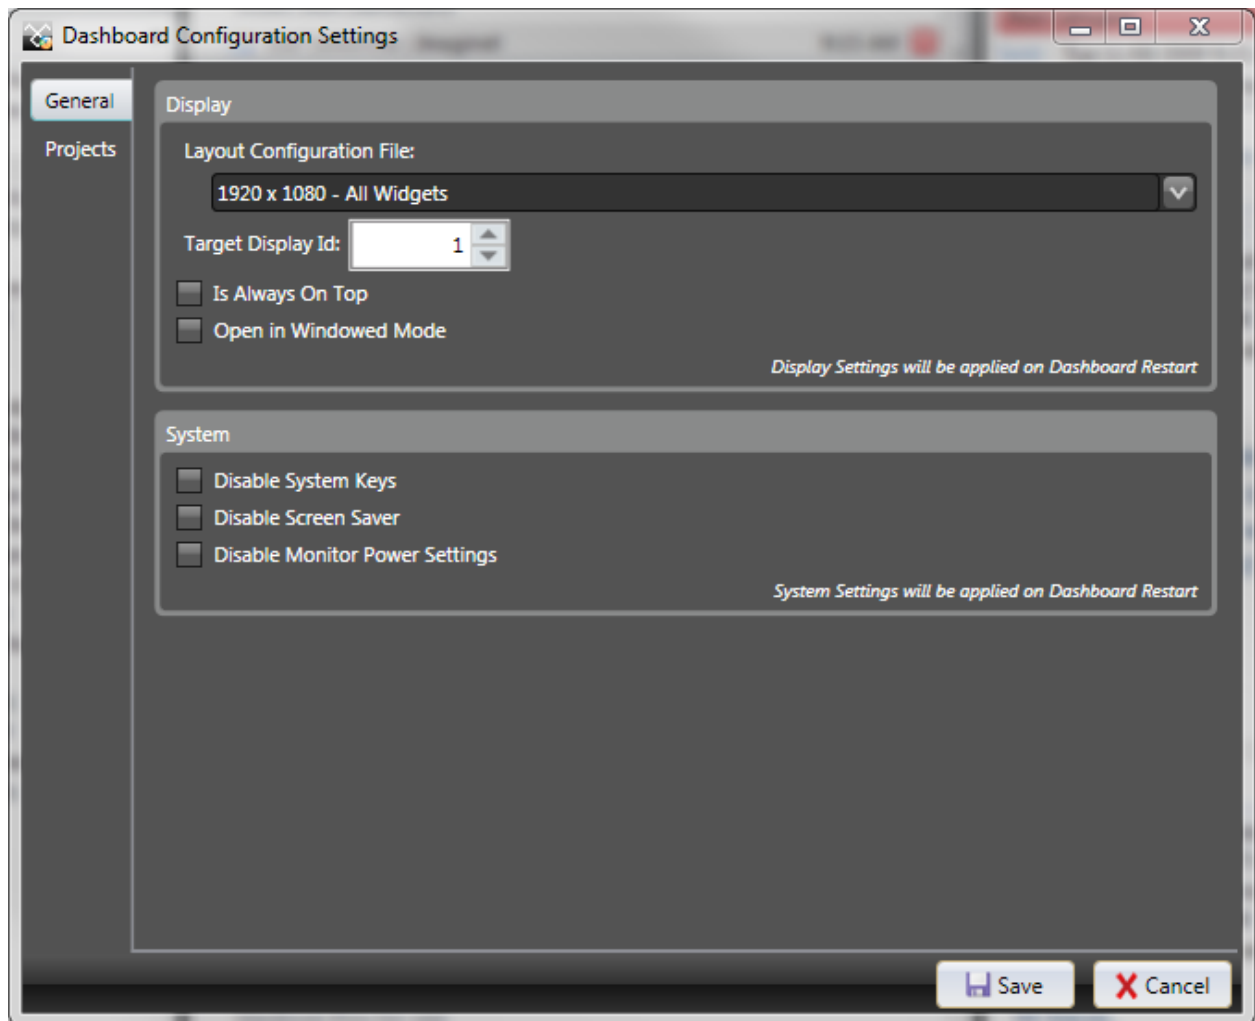 Dashboard Configuration Settings
General
Projects
Display
Layout Configuration File:
1920 x 1080 - All Widgets
Target Display Id: 1
Is Always On Top
Open in Windowed Mode
Display Settings will be applied on Dashboard Restart
System
Disable System Keys
Disable Screen Saver
Disable Monitor Power Settings
System Settings will be applied on Dashboard Restart
Save
Cancel